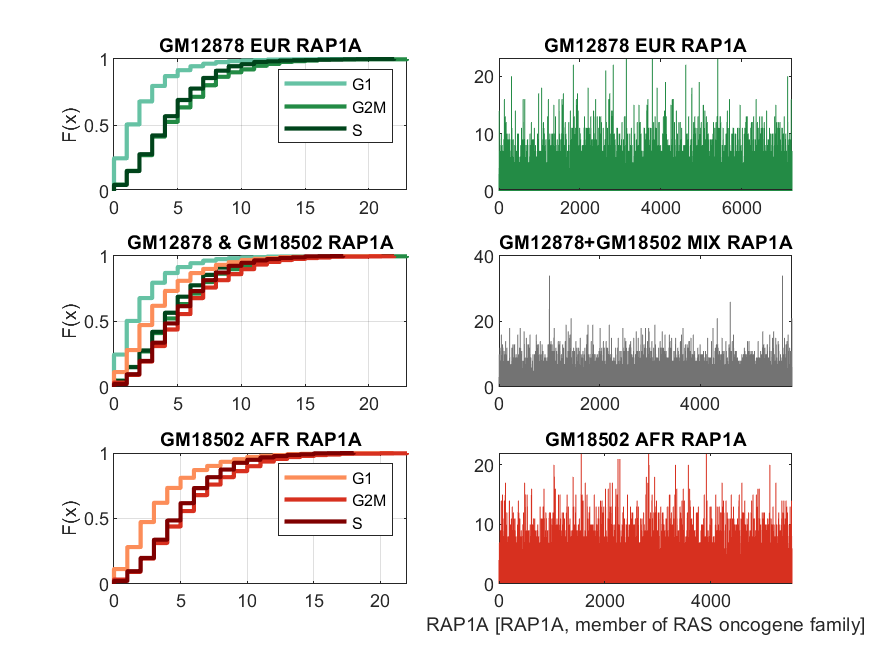 GM12878 EUR RAP1A
1
0.5
0
F(x)
0 5 10 15 20
G1
G2M
S
GM12878 EUR RAP1A
20
10
0
0 2000 4000 6000
GM12878 & GM18502 RAP1A
1
0.5
0
F(x)
0 5 10 15 20
GM12878+GM18502 MIX RAP1A
40
20
0
0 2000 4000
GM18502 AFR RAP1A
1
0.5
0
F(x)
0 5 10 15 20
G1
G2M
S
GM18502 AFR RAP1A
20
10
0
0 2000 4000
RAP1A [RAP1A, member of RAS oncogene family]